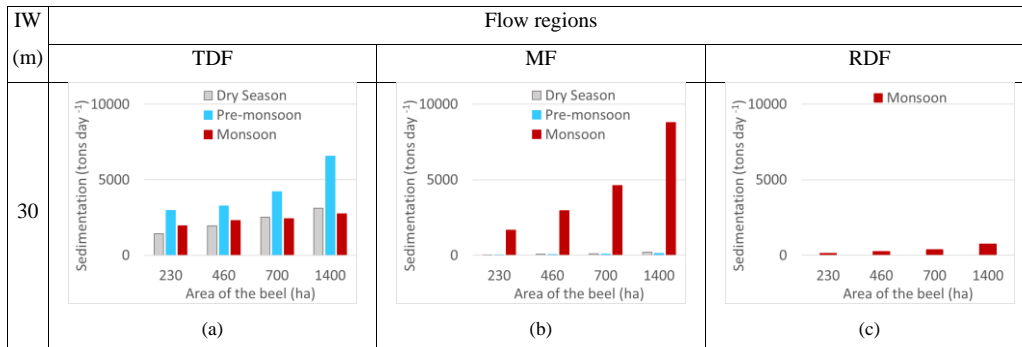 IW
(m)
Flow regions
TDF
MF
RDF
30
Sedimentation (tons day -1)
10000
5000
0
Dry Season
Pre-monsoon
Monsoon
230 460 700 1400
Area of the beel (ha)
(a)
Sedimentation (tons day -1)
10000
5000
0
Dry Season
Pre-monsoon
Monsoon
230 460 700 1400
Area of the beel (ha)
(b)
Sedimentation (tons day -1)
10000
5000
0
Monsoon
230 460 700 1400
Area of the beel (ha)
(c)